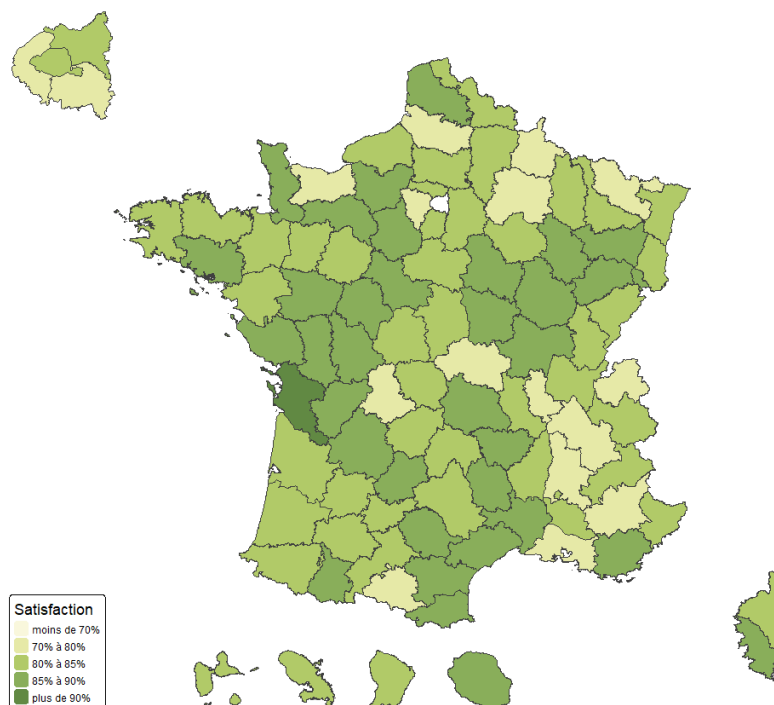 Satisfaction
moins de 70%
70% à 80%
80% à 85%
85% à 90%
plus de 90%